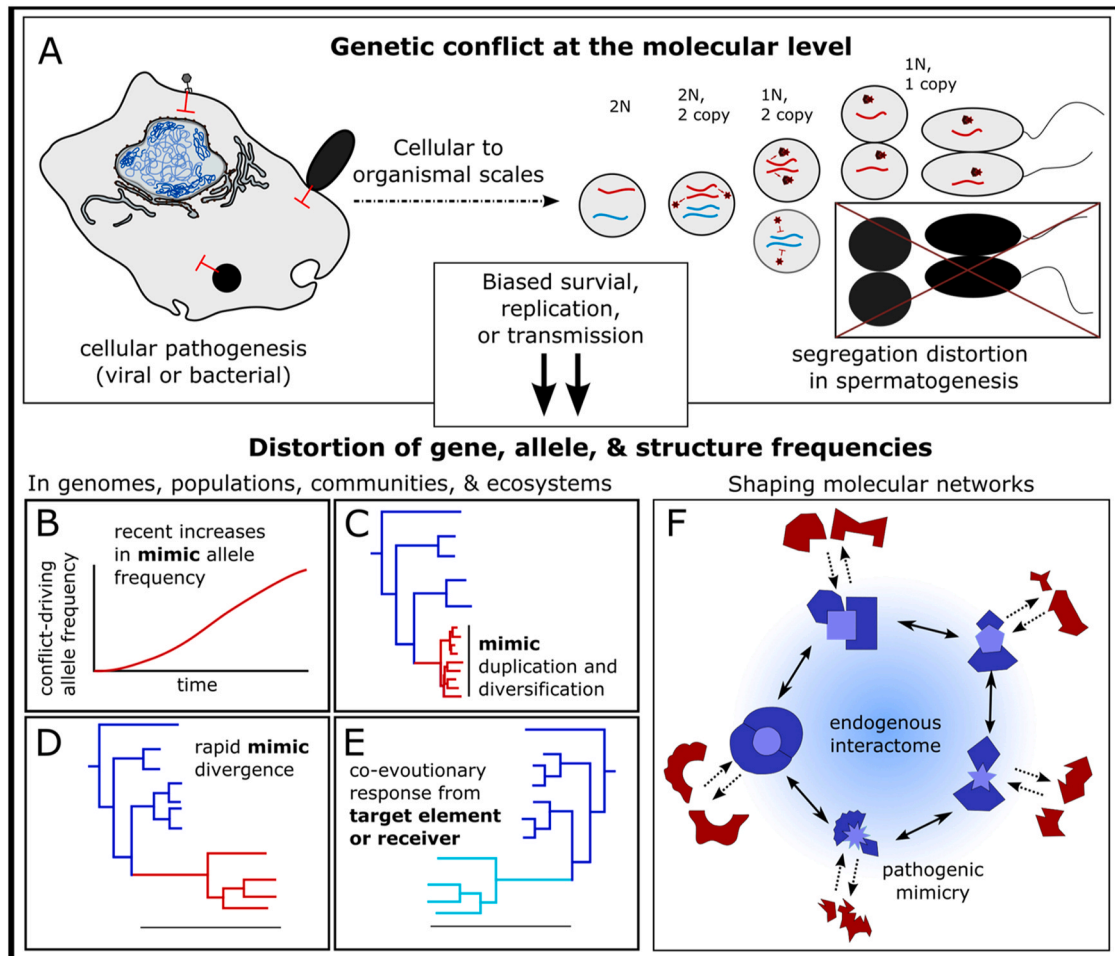 A
Genetic conflict at the molecular level
2N
2N,
2 copy
1N,
2 copy
1N,
1 copy
Cellular to
organismal scales
cellular pathogenesis
(viral or bacterial)
Biased survial,
replication,
or transmission
segregation distortion
in spermatogenesis
Distortion of gene, allele, & structure frequencies
In genomes, populations, communities, & ecosystems
Shaping molecular networks
B
recent increases
in mimic allele
frequency
conflict-driving
allele frequency
time
C
mimic
duplication and
diversification
D
rapid mimic
divergence
E
co-evoutionary
response from
target element
or receiver
F
endogenous
interactome
pathogenic
mimicry